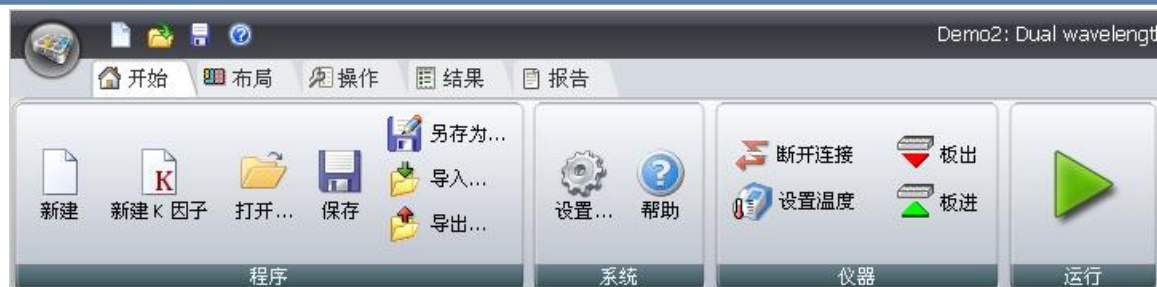 Demo2: Dual wavelengt
开始 布局 操作 结果 报告
新建
新建 K 因子
打开...
保存
另存为...
导入...
导出...
程序
设置...
帮助
系统
断开连接
设置温度
板出
板进
仪器
运行